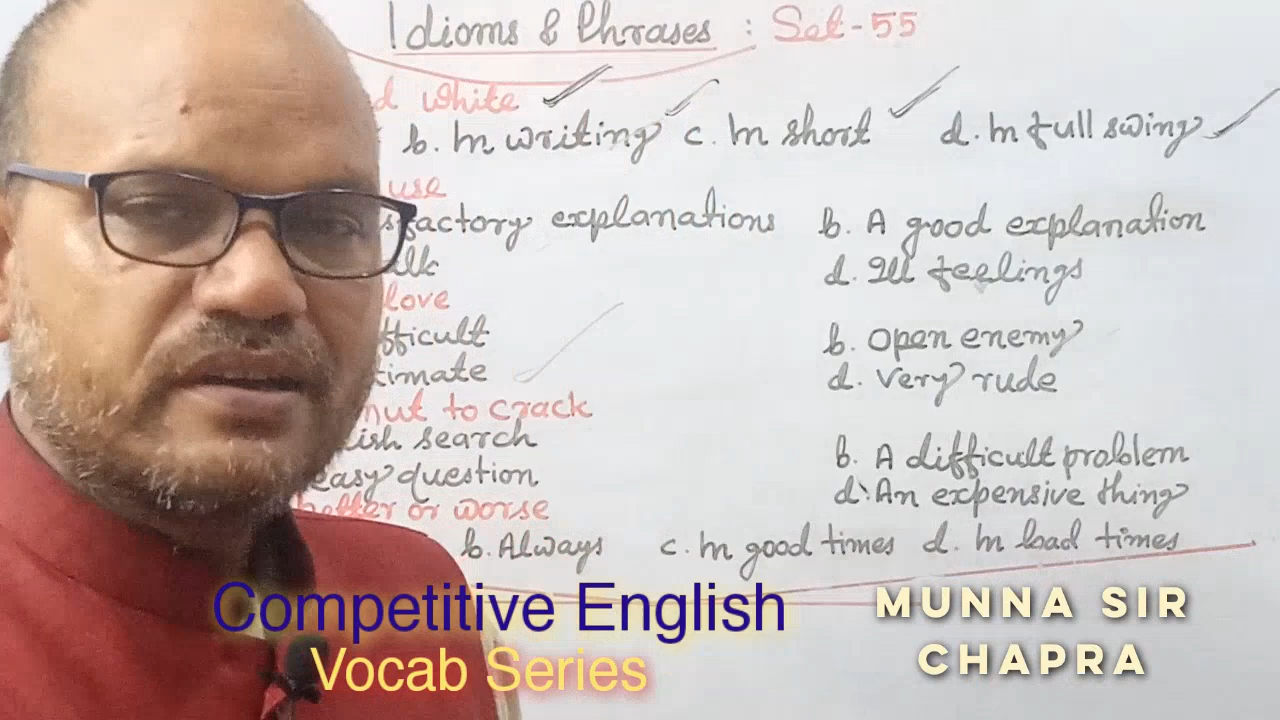 Idioms & Phrases : Set-55
d white
b. In writing c. In short d. In full swing
use
sfactory explanations b. A good explanation
lk d. Ill feelings
love
fficult b. Open enemy
timate d. Very rude
nut to crack
ish search b. A difficult problem
easy question d. An expensive thing
better or worse
b. Always c. In good times d. In bad times
Competitive English
Vocab Series
MUNNA SIR
CHAPRA